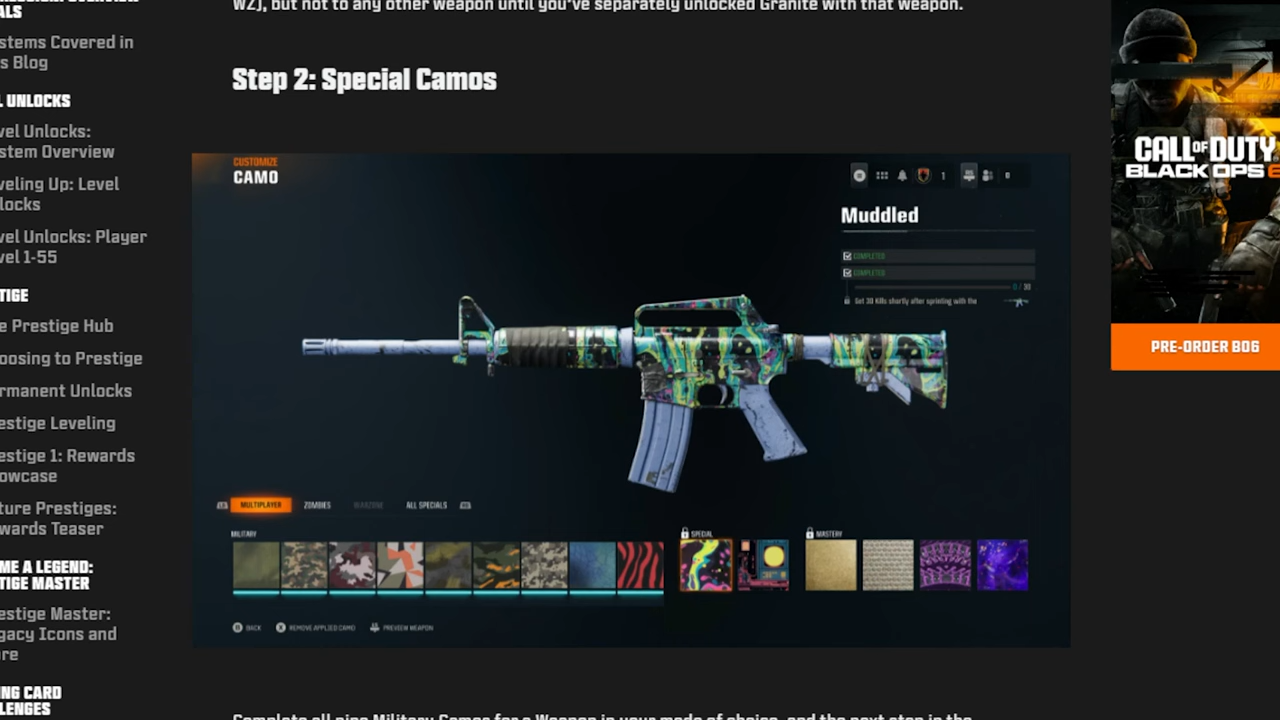 ALS
stems Covered in
s Blog
L UNLOCKS
vel Unlocks:
stem Overview
veling Up: Level
locks
vel Unlocks: Player
vel 1-55
TIGE
e Prestige Hub
oosing to Prestige
rmanent Unlocks
estige Leveling
estige 1: Rewards
owcase
ture Prestiges:
wards Teaser
ME A LEGEND:
TIGE MASTER
estige Master:
gacy Icons and
re
NG CARD
LENGES
WZ), but not to any other weapon until you've separately unlocked Granite with that weapon.
Step 2: Special Camos
CUSTOMIZE
CAMO
1 0
Muddled
COMPLETED
COMPLETED
0 / 30
Get 30 Kills shortly after sprinting with the
MULTIPLAYER ZOMBIES WARZONE ALL SPECIALS
MILITARY SPECIAL MASTERY
BACK REMOVE APPLIED CAMO PREVIEW WEAPON
Complete all nine Military Camos for a Weapon in your mode of choice, and the next step in the
CALL OF DUTY
BLACK OPS 6
PRE-ORDER BO6